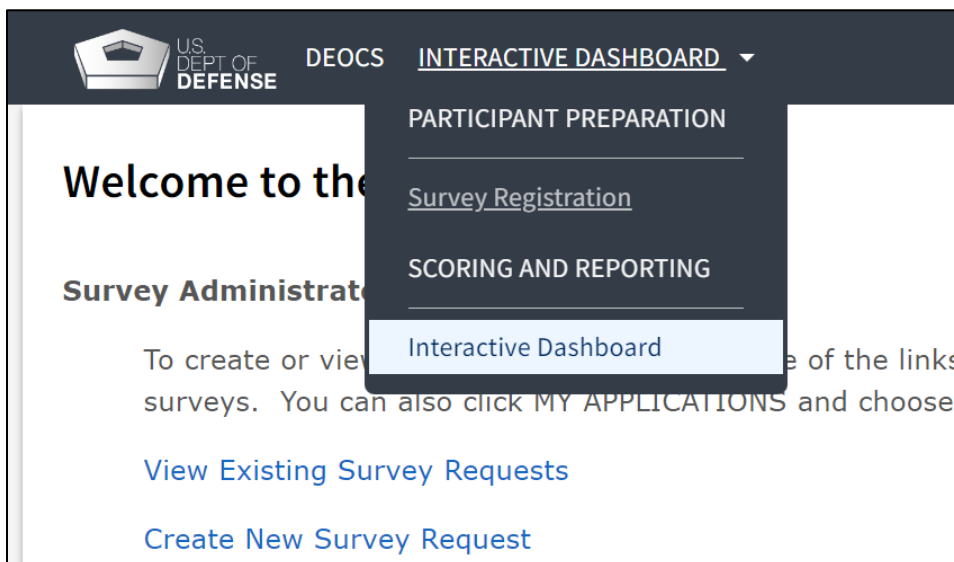 U.S.
DEPT OF
DEFENSE
DEOCS INTERACTIVE DASHBOARD
PARTICIPANT PREPARATION
Survey Registration
SCORING AND REPORTING
Interactive Dashboard
Welcome to the
Survey Administrat
To create or vie e of the links
surveys. You can also click MY APPLICATIONS and choose
View Existing Survey Requests
Create New Survey Request